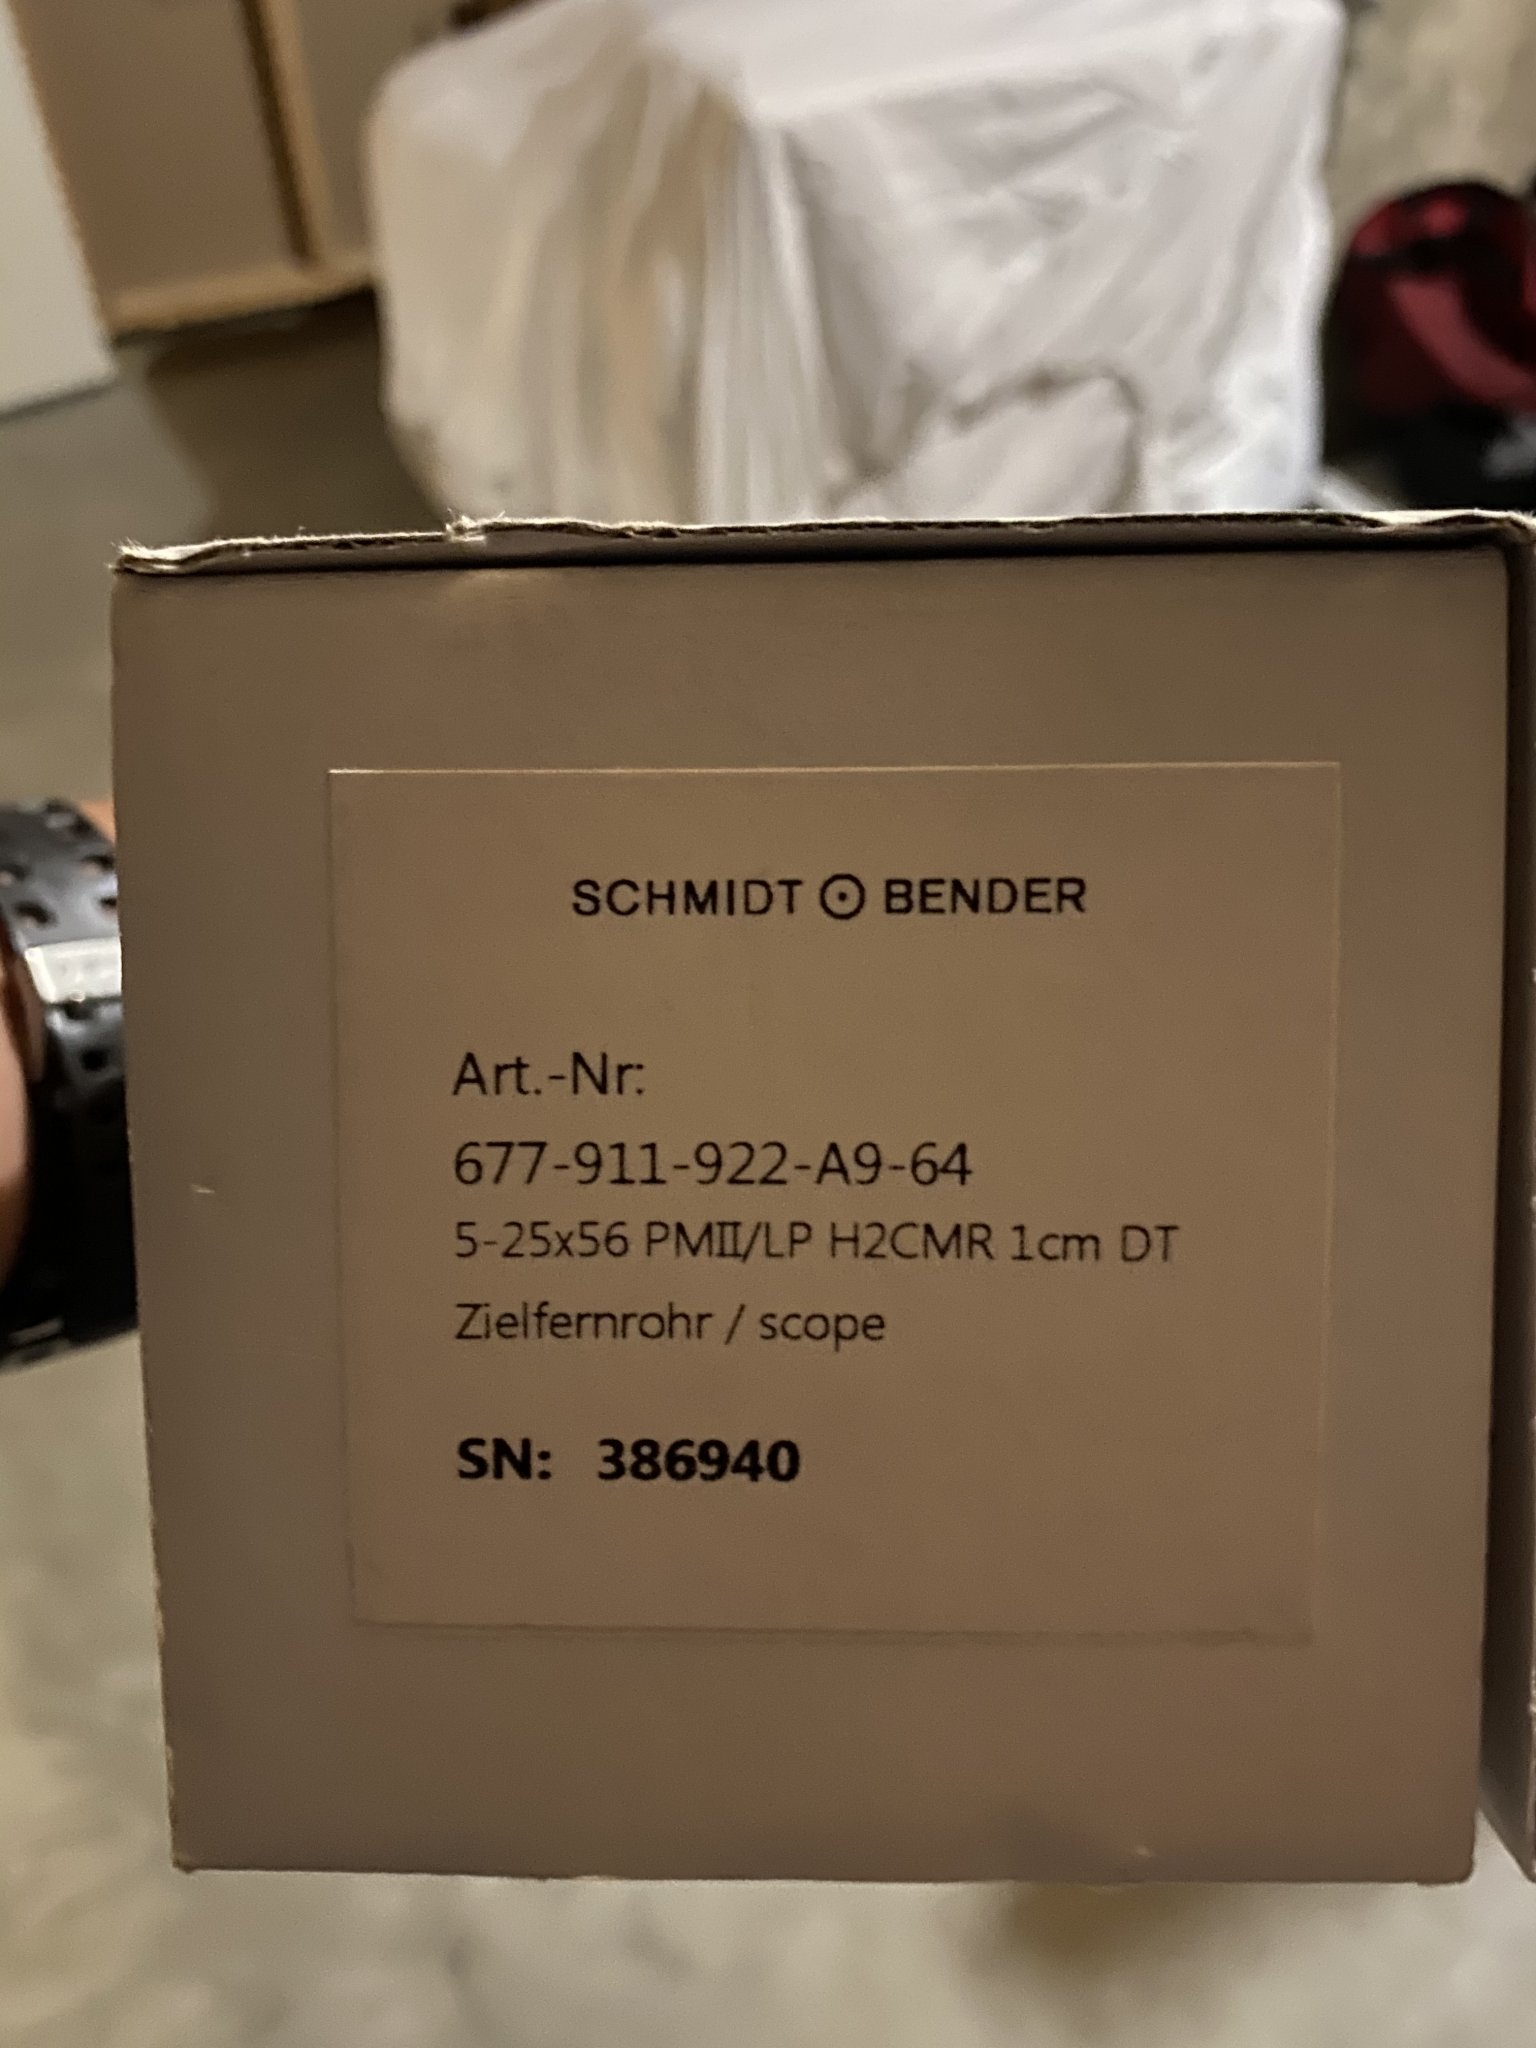 SCHMIDT BENDER
Art.-Nr:
677-911-922-A9-64
5-25x56 PMII/LP H2CMR 1cm DT
Zielfernrohr / scope
SN: 386940